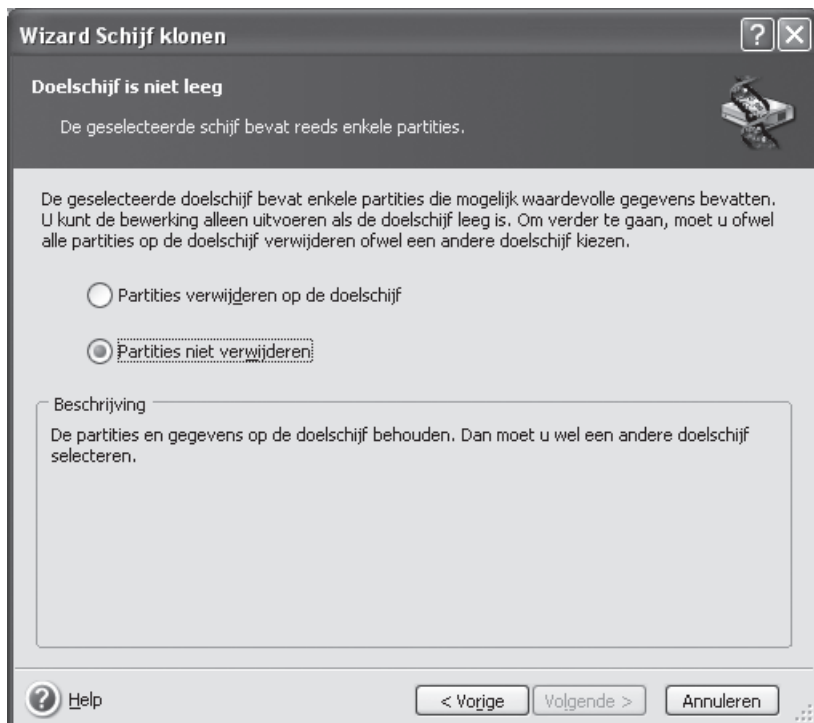 Wizard Schijf klonen
Doelschijf is niet leeg
De geselecteerde schijf bevat reeds enkele partities.
De geselecteerde doelschijf bevat enkele partities die mogelijk waardevolle gegevens bevatten.
U kunt de bewerking alleen uitvoeren als de doelschijf leeg is. Om verder te gaan, moet u ofwel
alle partities op de doelschijf verwijderen ofwel een andere doelschijf kiezen.
Partities verwijderen op de doelschijf
Partities niet verwijderen
Beschrijving
De partities en gegevens op de doelschijf behouden. Dan moet u wel een andere doelschijf
selecteren.
Help
< Vorige
Volgende >
Annuleren